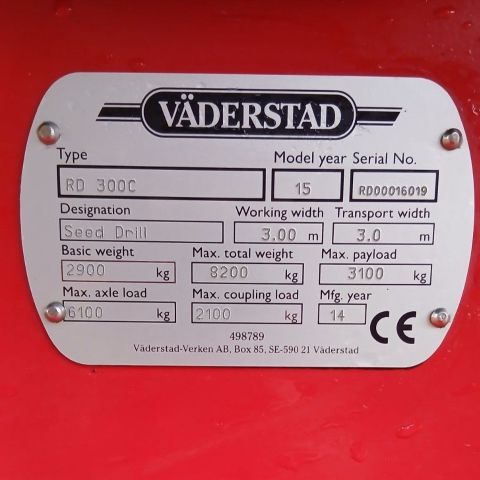 VÄDERSTAD
Type Model year Serial No.
RD 300C 15 RD00016019
Designation Working width Transport width
Seed Drill 3.00 m 3.0 m
Basic weight Max. total weight Max. payload
2900 kg 8200 kg 3100 kg
Max. axle load Max. coupling load Mfg. year
6100 kg 2100 kg 14 CE
498789
Väderstad-Verken AB, Box 85, SE-590 21 Väderstad